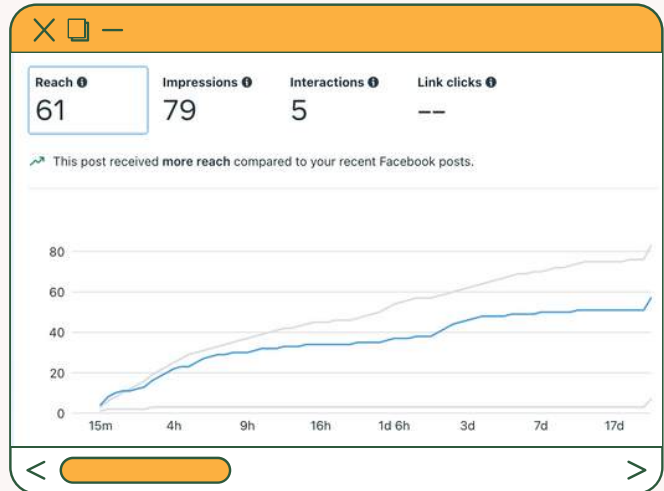 Reach Impressions Interactions Link clicks
61 79 5 --
This post received more reach compared to your recent Facebook posts.
80
60
40
20
0
15m 4h 9h 16h 1d 6h 3d 7d 17d